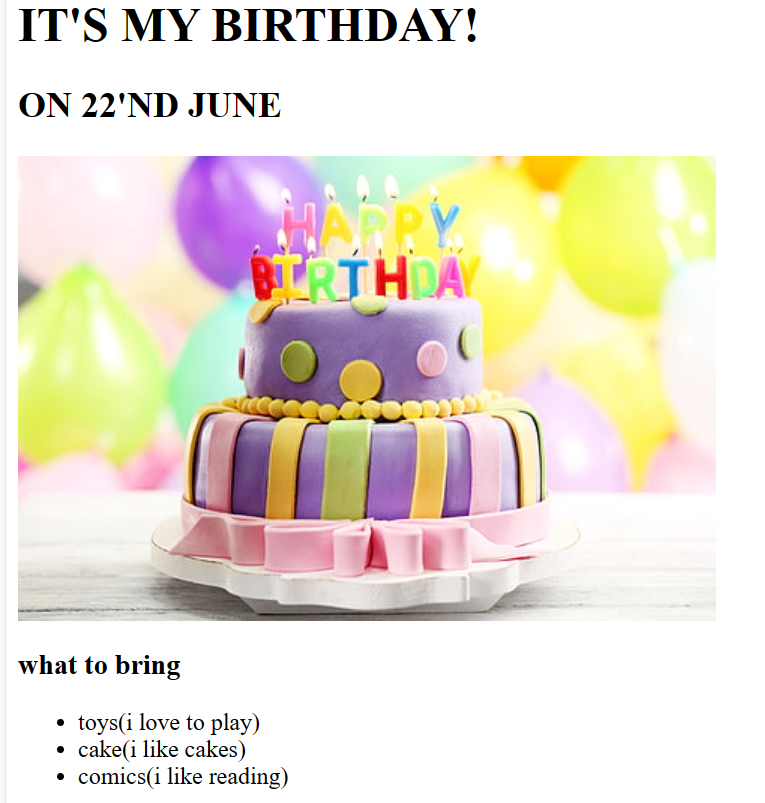 IT'S MY BIRTHDAY!
ON 22'ND JUNE
HAPPY
BIRTHDAY
what to bring
toys(i love to play)
cake(i like cakes)
comics(i like reading)